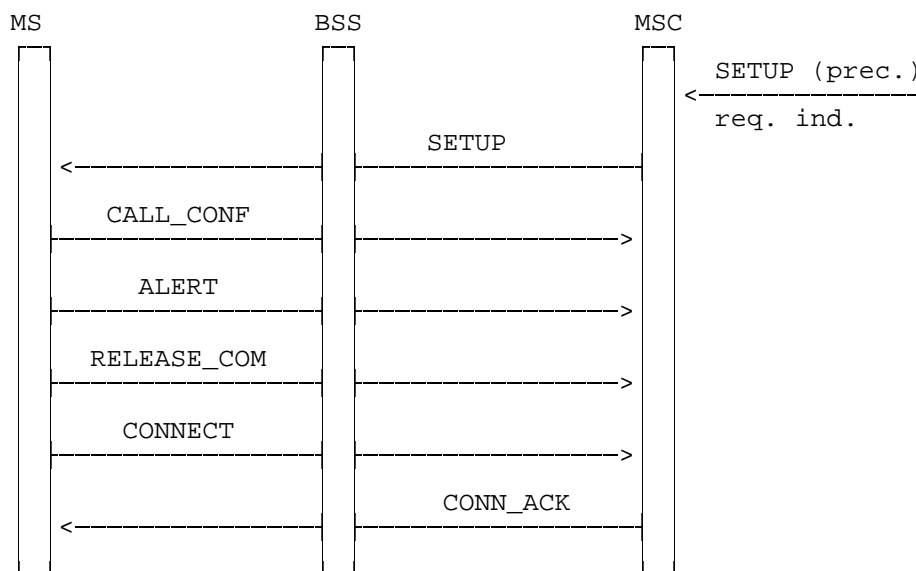 MS BSS MSC
SETUP (prec.)
req. ind.
SETUP
CALL_CONF
ALERT
RELEASE_COM
CONNECT
CONN_ACK